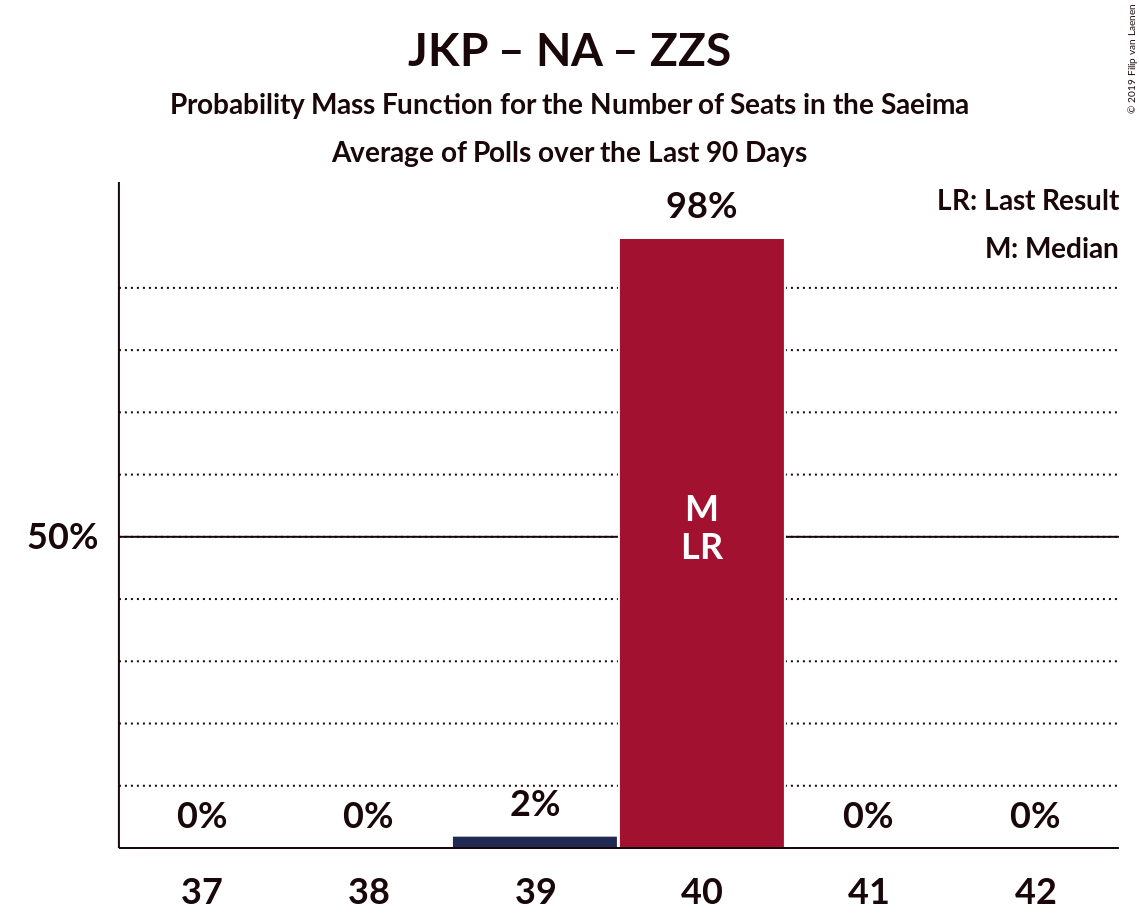 JKP – NA – ZZS
Probability Mass Function for the Number of Seats in the Saeima
Average of Polls over the Last 90 Days
© 2019 Filip van Laenen
LR: Last Result
M: Median
98%
M
LR
50%
0%
0%
2%
0%
0%
37
38
39
40
41
42